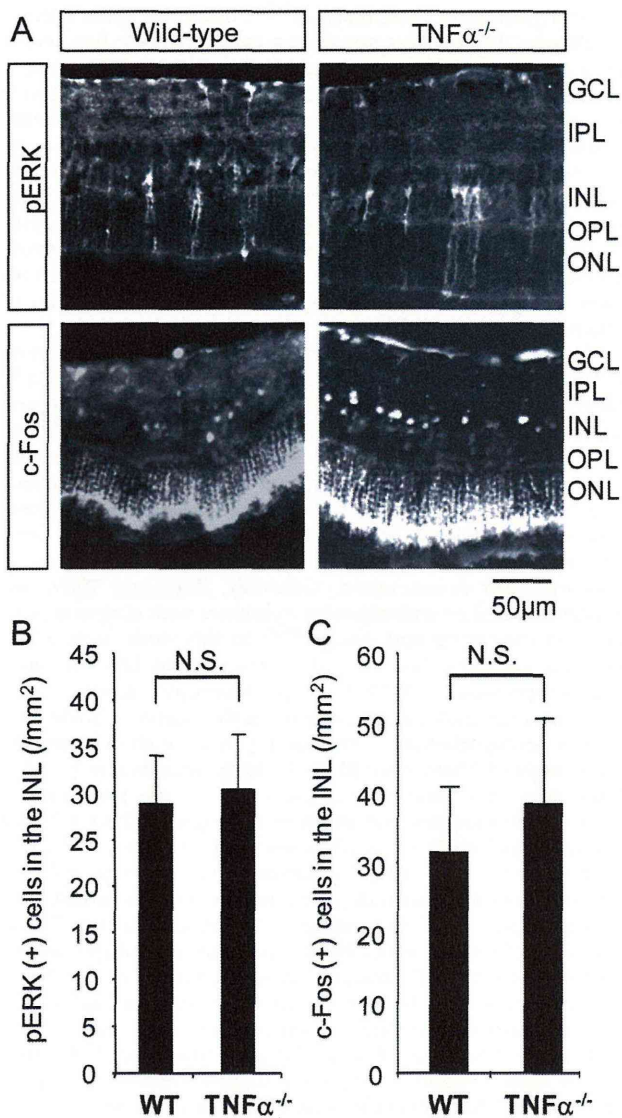 A
Wild-type
TNFα-/-
pERK
GCL
IPL
INL
OPL
ONL
c-Fos
GCL
IPL
INL
OPL
ONL
50μm
B
pERK (+) cells in the INL (/mm2)
45
40
35
30
25
20
15
10
5
0
N.S.
WT
TNFα-/-
C
c-Fos (+) cells in the INL (/mm2)
60
50
40
30
20
10
0
N.S.
WT
TNFα-/-